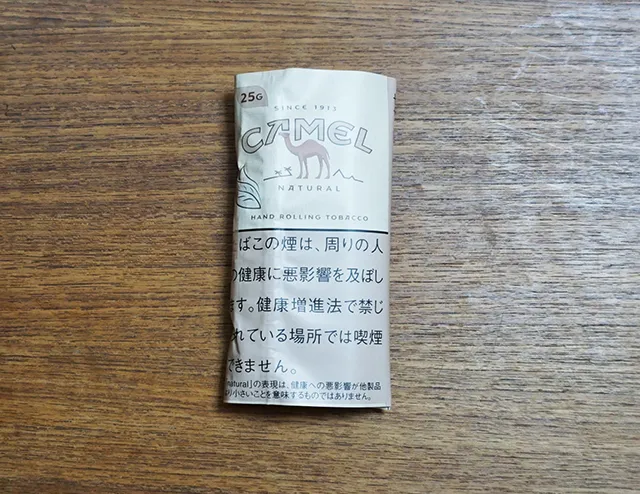 25G
SINCE 1913
CAMEL
NATURAL
HAND ROLLING TOBACCO
ばこの煙は、周りの人
の健康に悪影響を及ぼし
ます。健康増進法で禁じ
れている場所では喫煙
できません。
natural」の表現は、健康への悪影響が他製品
より小さいことを意味するものではありません。